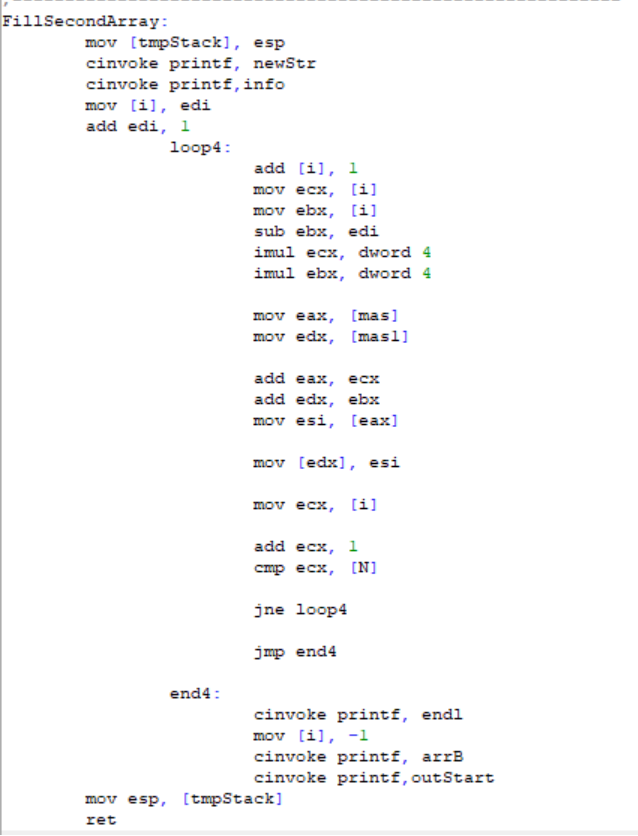 ;------------------------------------------------------------
FillSecondArray:
mov [tmpStack], esp
cinvoke printf, newStr
cinvoke printf,info
mov [i], edi
add edi, 1
loop4:
add [i], 1
mov ecx, [i]
mov ebx, [i]
sub ebx, edi
imul ecx, dword 4
imul ebx, dword 4
mov eax, [mas]
mov edx, [mas1]
add eax, ecx
add edx, ebx
mov esi, [eax]
mov [edx], esi
mov ecx, [i]
add ecx, 1
cmp ecx, [N]
jne loop4
jmp end4
end4:
cinvoke printf, endl
mov [i], -1
cinvoke printf, arrB
cinvoke printf,outStart
mov esp, [tmpStack]
ret